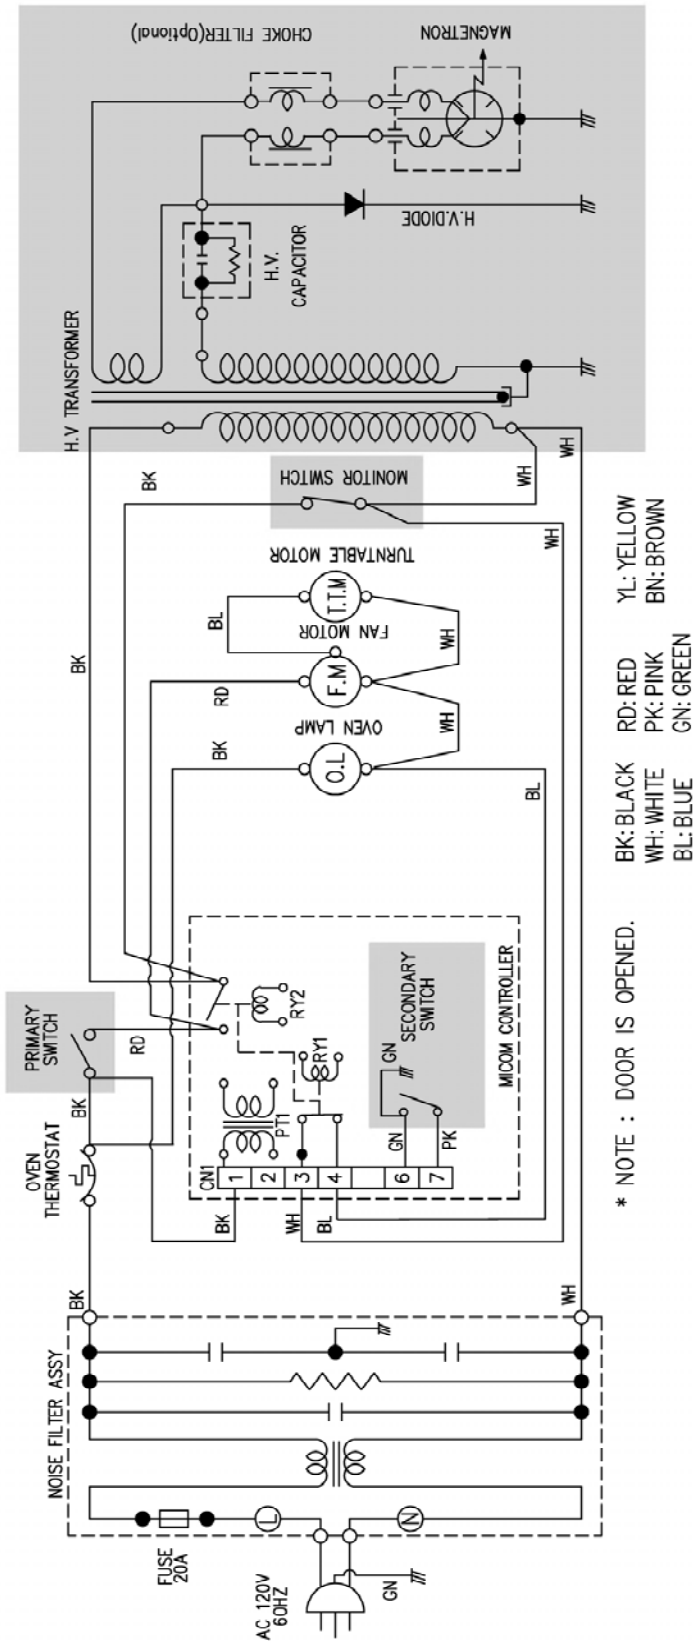 CHOKE FILTER(Optional)
MAGNETRON
H.V.DIODE
H.V.
CAPACITOR
H.V TRANSFORMER
BK
MONITOR SWITCH
WH
WH
WH
TURNTABLE MOTOR
T.T.M
BL
FAN MOTOR
WH
BK
F.M
RD
OVEN LAMP
WH
BK
O.L
BL
YL: YELLOW
BN: BROWN
RD: RED
PK: PINK
GN: GREEN
BK: BLACK
WH: WHITE
BL: BLUE
* NOTE : DOOR IS OPENED.
PRIMARY
SWITCH
RD
BK
RY2
RY1
SECONDARY
SWITCH
GN
MICOM CONTROLLER
PT1
GN
PK
OVEN
THERMOSTAT
CN1
1
2
3
4
6
7
BK
WH
BL
BK
WH
NOISE FILTER ASSY
L
N
FUSE
20A
AC 120V
60HZ
GN